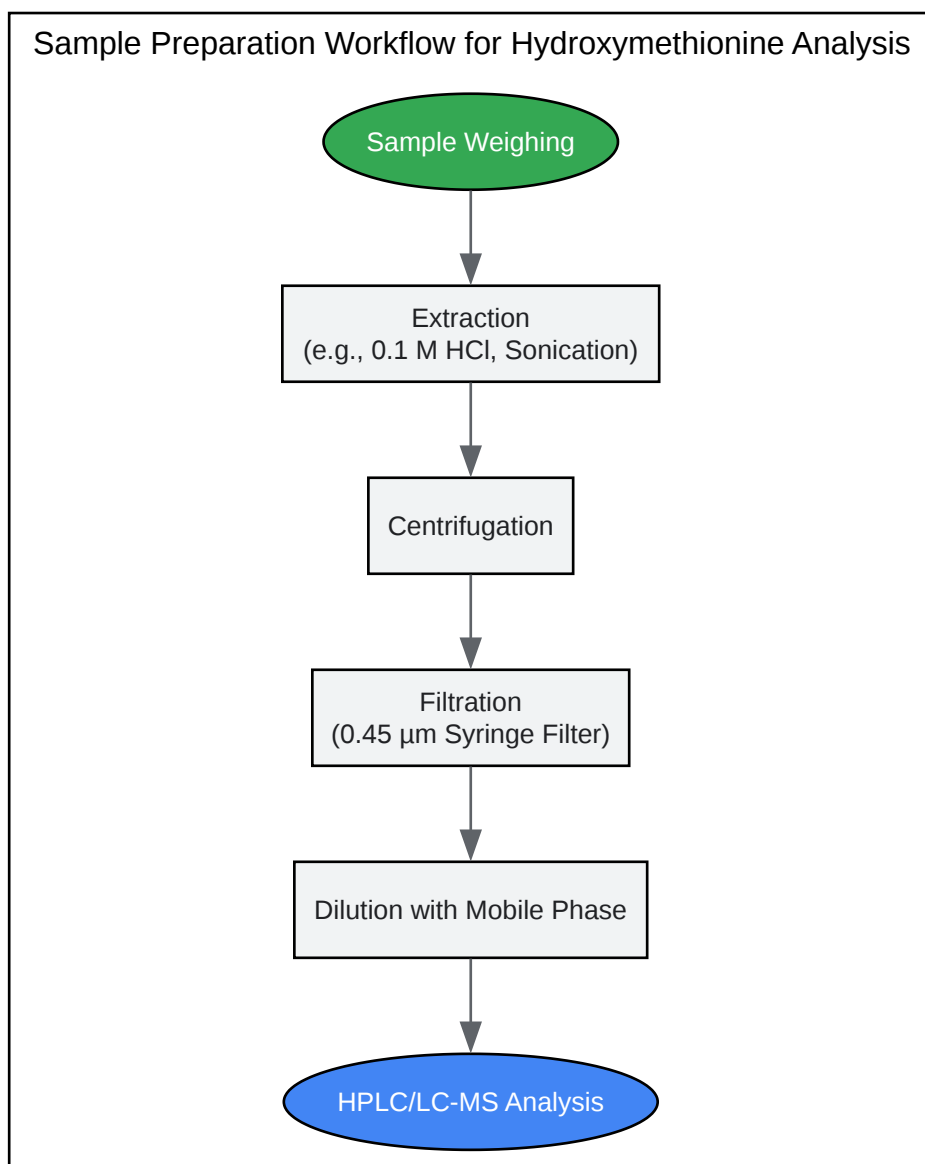 Sample Preparation Workflow for Hydroxymethionine Analysis
Sample Weighing
Extraction
(e.g., 0.1 M HCl, Sonication)
Centrifugation
Filtration
(0.45 µm Syringe Filter)
Dilution with Mobile Phase
HPLC/LC-MS Analysis